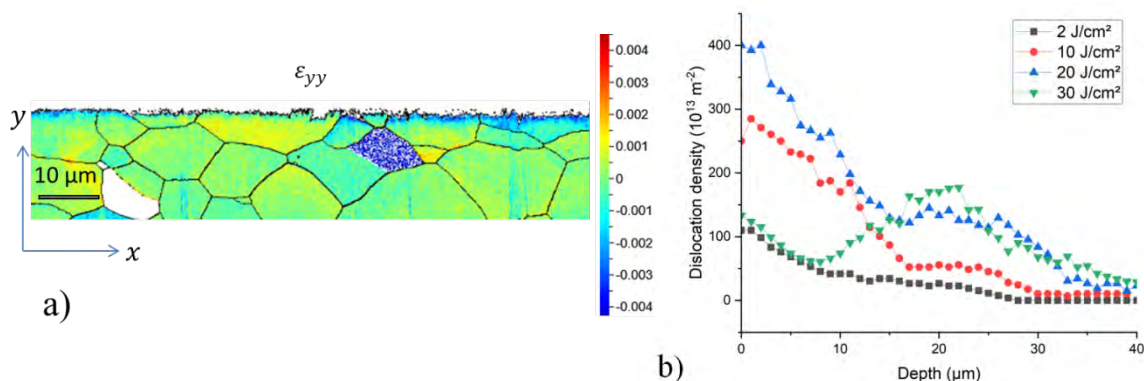 ε_yy
y
10 μm
x
a)
0.004
0.003
0.002
0.001
0
-0.001
-0.002
-0.003
-0.004
2 J/cm²
10 J/cm²
20 J/cm²
30 J/cm²
Dislocation density (10¹³ m⁻²)
400
300
200
100
0
0
10
20
30
40
Depth (μm)
b)